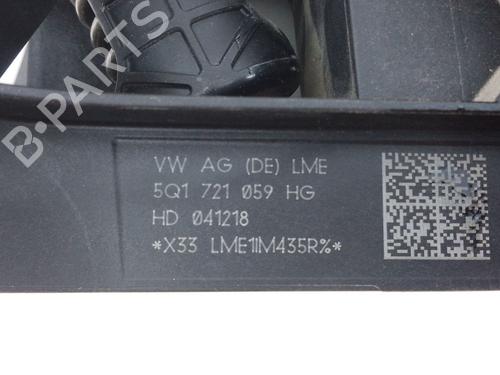 B-PARTS
VW AG (DE) LME
5Q1 721 059 HG
HD 041218
*X33 LME1IM435R%*